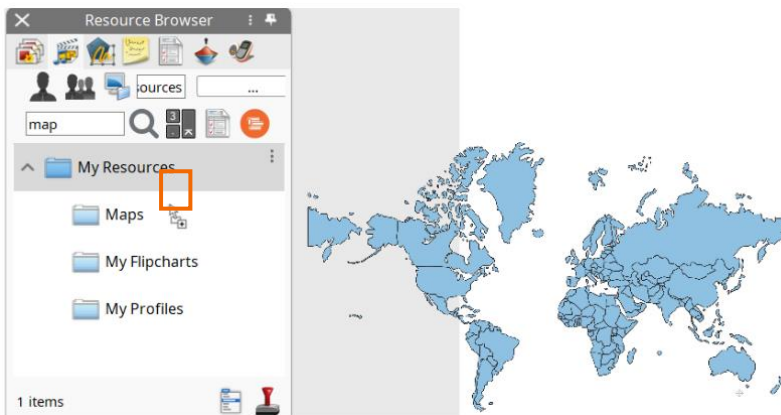 Resource Browser
ources ...
map
My Resources
Maps
My Flipcharts
My Profiles
1 items